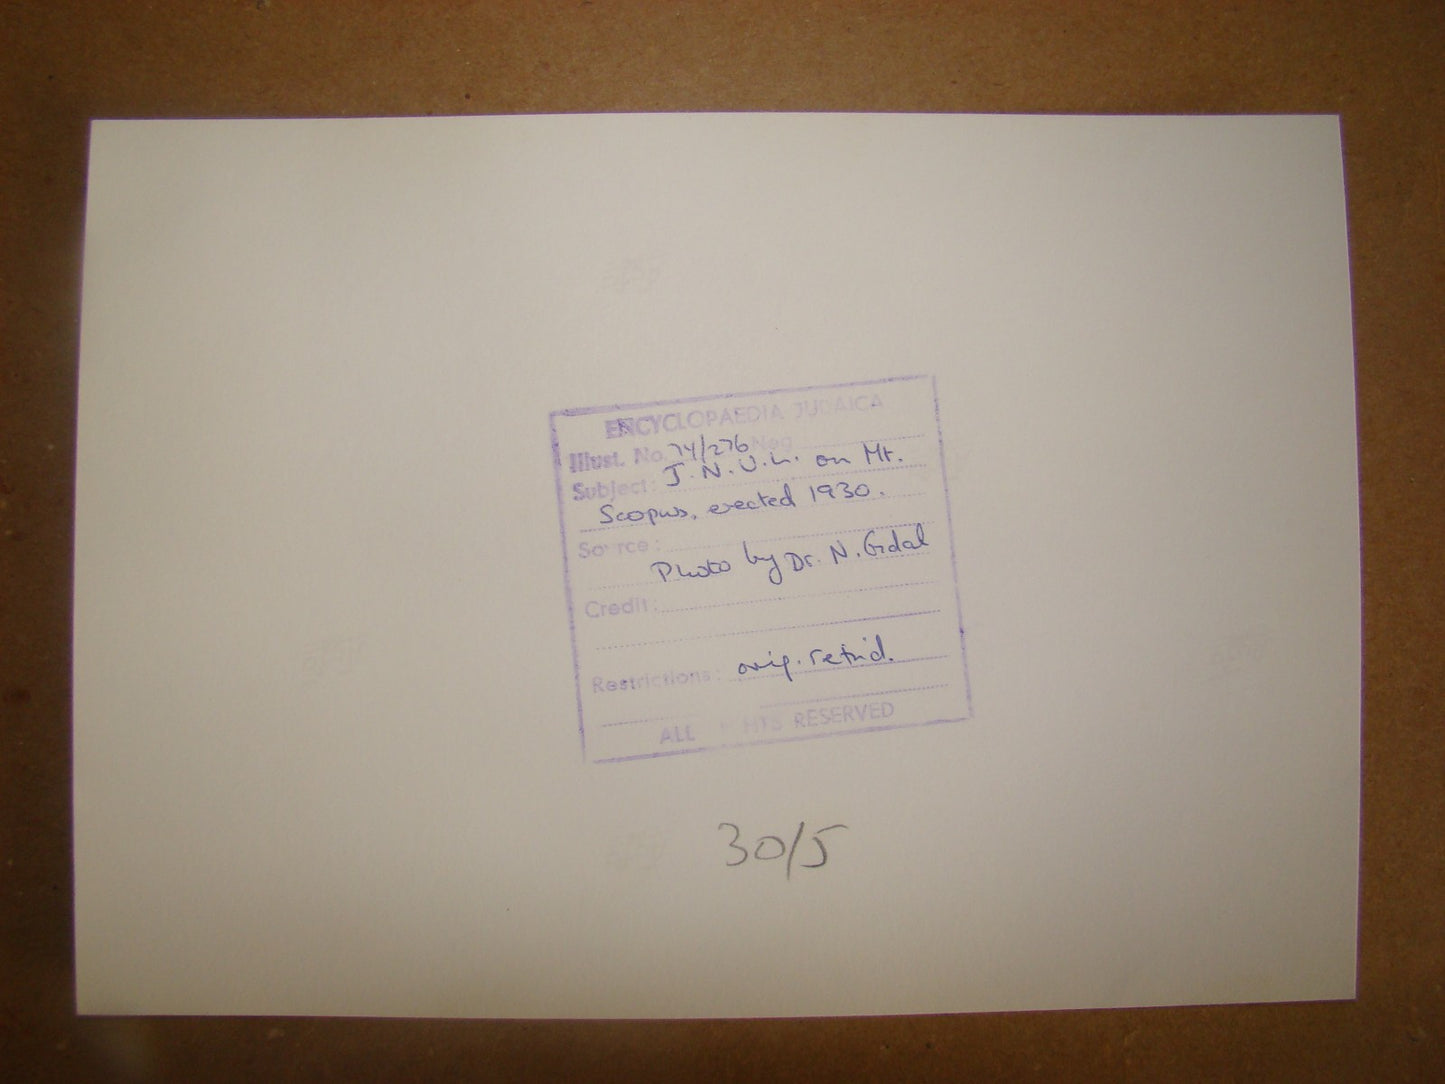 ENCYCLOPAEDIA JUDAICA
Illust. No. 74/276 Neg
Subject: J.N.U.L. on Mt.
Scopus, erected 1930.
Source:
Photo by Dr. N. Gidal
Credit:
Restrictions: orig. retnd.
ALL RIGHTS RESERVED
30/5